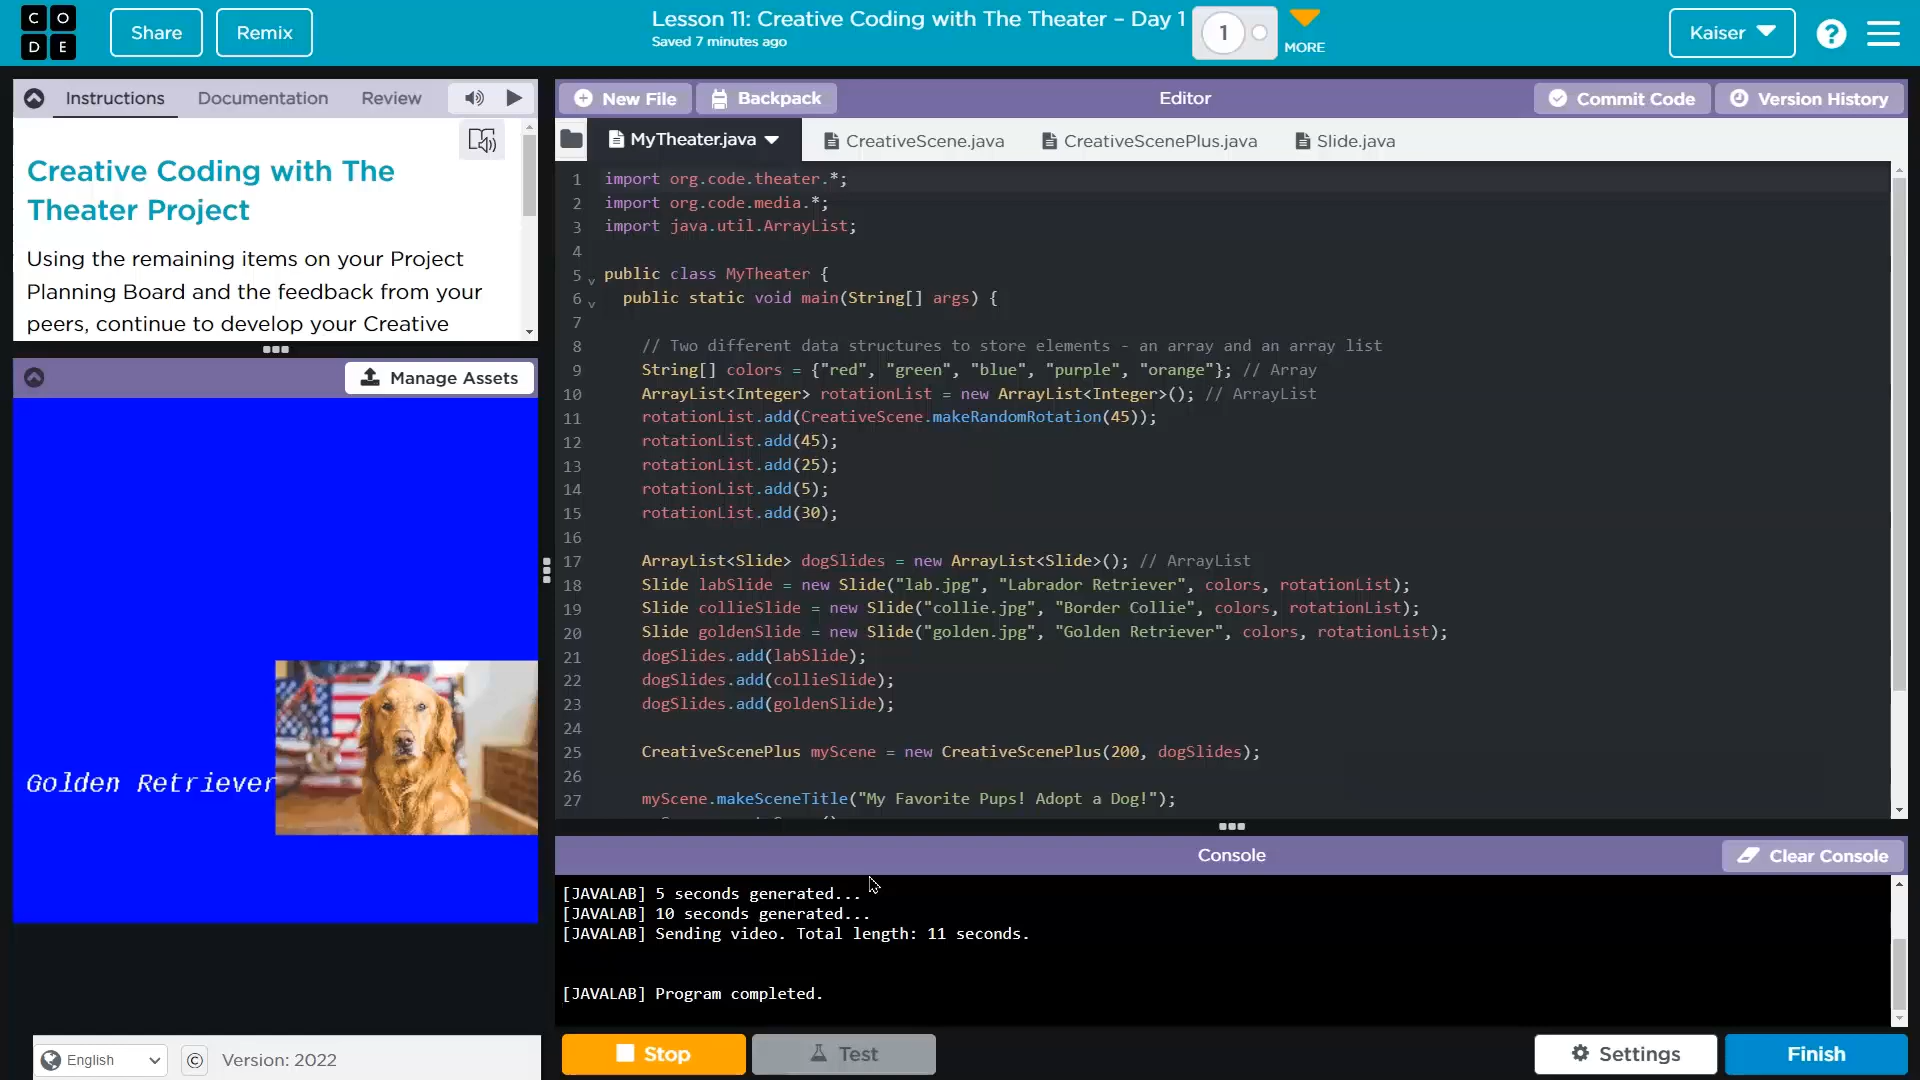 CODE
Share
Remix
Lesson 11: Creative Coding with The Theater – Day 1
Saved 7 minutes ago
1
MORE
Kaiser
?
Instructions
Documentation
Review
Creative Coding with The
Theater Project
Using the remaining items on your Project
Planning Board and the feedback from your
peers, continue to develop your Creative
Manage Assets
Golden Retriever
English
©
Version: 2022
New File
Backpack
Editor
Commit Code
Version History
MyTheater.java
CreativeScene.java
CreativeScenePlus.java
Slide.java
1 import org.code.theater.*;
2 import org.code.media.*;
3 import java.util.ArrayList;
4
5 public class MyTheater {
6 public static void main(String[] args) {
7
8 // Two different data structures to store elements - an array and an array list
9 String[] colors = {"red", "green", "blue", "purple", "orange"}; // Array
10 ArrayList<Integer> rotationList = new ArrayList<Integer>(); // ArrayList
11 rotationList.add(CreativeScene.makeRandomRotation(45));
12 rotationList.add(45);
13 rotationList.add(25);
14 rotationList.add(5);
15 rotationList.add(30);
16
17 ArrayList<Slide> dogSlides = new ArrayList<Slide>(); // ArrayList
18 Slide labSlide = new Slide("lab.jpg", "Labrador Retriever", colors, rotationList);
19 Slide collieSlide = new Slide("collie.jpg", "Border Collie", colors, rotationList);
20 Slide goldenSlide = new Slide("golden.jpg", "Golden Retriever", colors, rotationList);
21 dogSlides.add(labSlide);
22 dogSlides.add(collieSlide);
23 dogSlides.add(goldenSlide);
24
25 CreativeScenePlus myScene = new CreativeScenePlus(200, dogSlides);
26
27 myScene.makeSceneTitle("My Favorite Pups! Adopt a Dog!");
Console
Clear Console
[JAVALAB] 5 seconds generated...
[JAVALAB] 10 seconds generated...
[JAVALAB] Sending video. Total length: 11 seconds.
[JAVALAB] Program completed.
Stop
Test
Settings
Finish